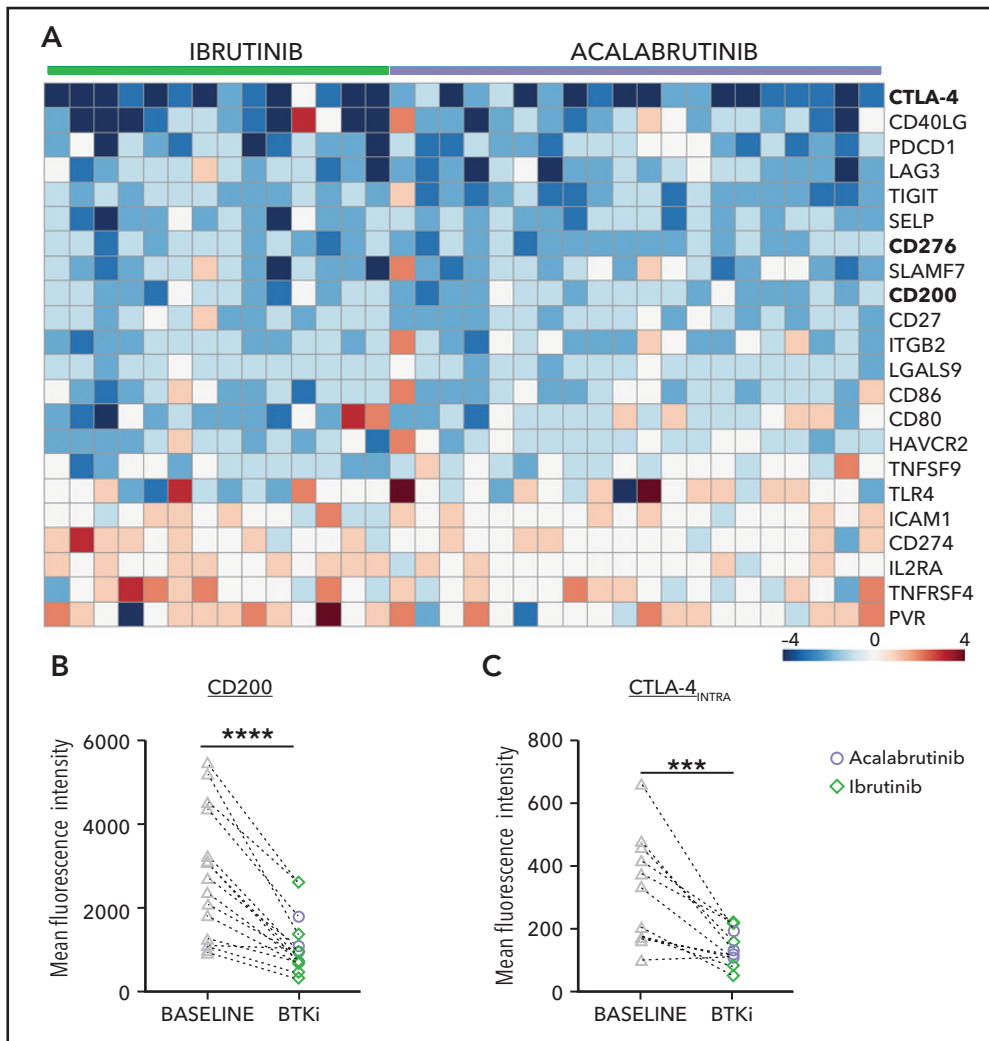 A
IBRUTINIB ACALABRUTINIB
CTLA-4
CD40LG
PDCD1
LAG3
TIGIT
SELP
CD276
SLAMF7
CD200
CD27
ITGB2
LGALS9
CD86
CD80
HAVCR2
TNFSF9
TLR4
ICAM1
CD274
IL2RA
TNFRSF4
PVR
–4 0 4
B
CD200
Mean fluorescence intensity
6000
4000
2000
0
****
BASELINE BTKi
C
CTLA-4INTRA
Mean fluorescence intensity
800
600
400
200
0
***
BASELINE BTKi
Acalabrutinib
Ibrutinib